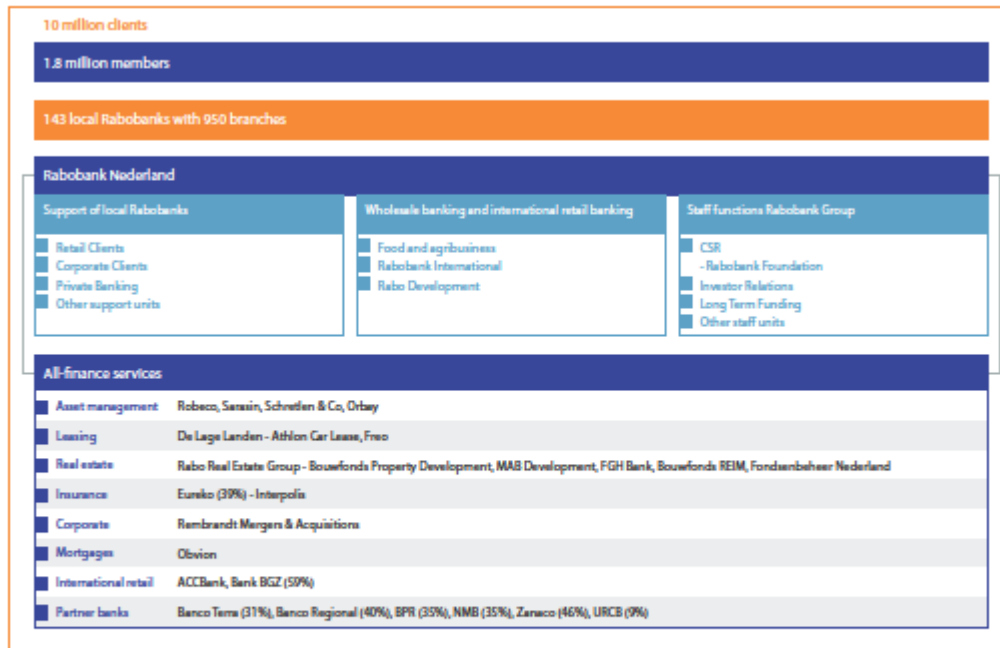 10 million clients
1.8 million members
143 local Rabobanks with 950 branches
Rabobank Nederland
Support of local Rabobanks
Retail Clients
Corporate Clients
Private Banking
Other support units
Wholesale banking and international retail banking
Food and agribusiness
Rabobank International
Rabo Development
Staff functions Rabobank Group
CSR
- Rabobank Foundation
Investor Relations
Long Term Funding
Other staff units
All-finance services
Asset management Robeco, Sarasin, Schretlen & Co, Orbay
Leasing De Lage Landen - Athlon Car Lease, Freo
Real estate Rabo Real Estate Group - Bouwfonds Property Development, MAB Development, FGH Bank, Bouwfonds REIM, Fondsenbeheer Nederland
Insurance Eureko (39%) - Interpolis
Corporate Rembrandt Mergers & Acquisitions
Mortgages Obvion
International retail ACCBank, Bank BGZ (59%)
Partner banks Banco Terra (31%), Banco Regional (40%), BPR (35%), NMB (35%), Zanaco (46%), URCB (9%)